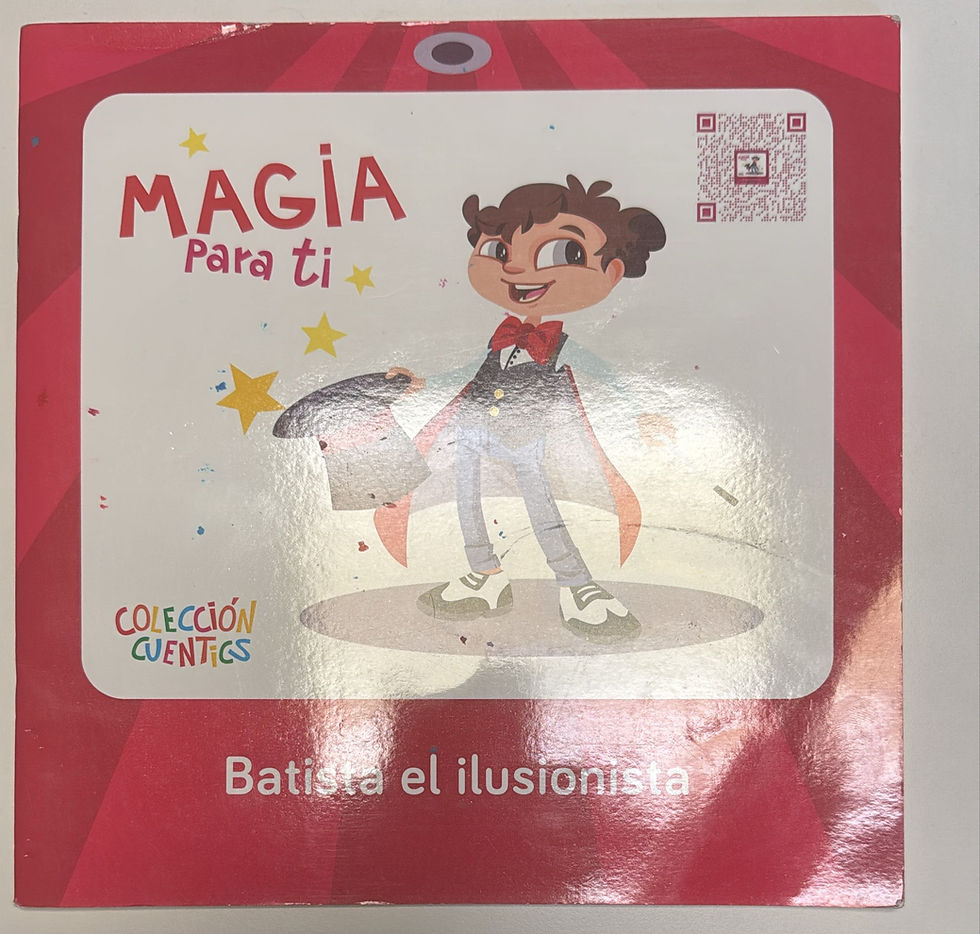 MAGiA
Para ti
COLECCiÓN
CUENTiCS
Batista el ilusionista